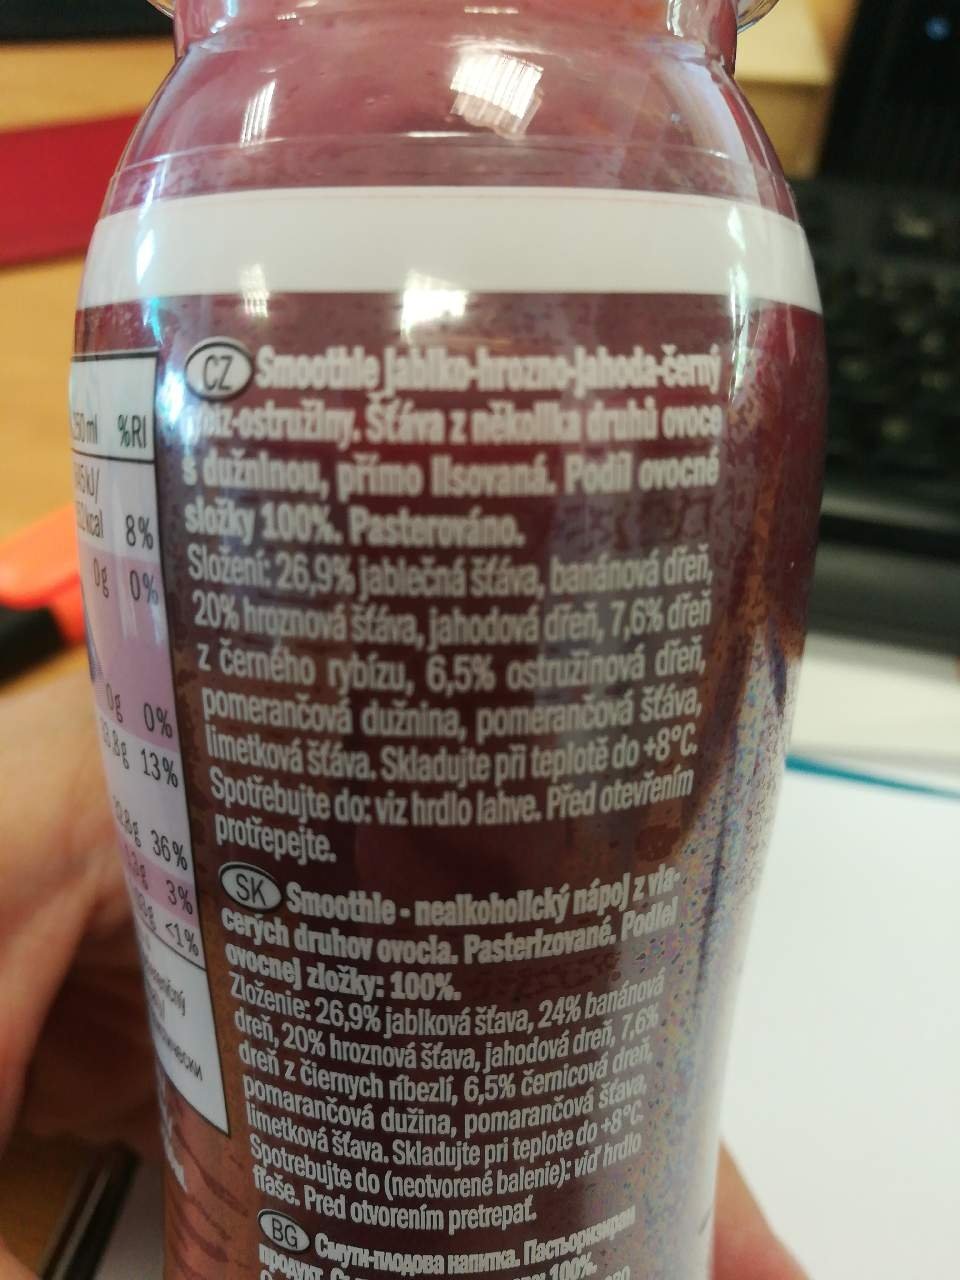 CZ Smoothie jablko-hrozno-jahoda-černý
-ostružiny. Šťáva z několika druhů ovoce
s dužninou, přímo lisovaná. Podíl ovocné
složky 100%. Pasterováno.
Složení: 26,9% jablečná šťáva, banánová dřeň,
20% hroznová šťáva, jahodová dřeň, 7,6% dřeň
z černého rybízu, 6,5% ostružinová dřeň,
pomerančová dužnina, pomerančová šťáva,
limetková šťáva. Skladujte při teplotě do +8°C.
Spotřebujte do: viz hrdlo lahve. Před otevřením
protřepejte.
SK Smoothie - nealkoholický nápoj z via-
cerých druhov ovocia. Pasterizované. Podiel
ovocnej zložky: 100%.
Zloženie: 26,9% jablková šťava, 24% banánová
dreň, 20% hroznová šťava, jahodová dreň, 7,6%
dreň z čiernych ríbezlí, 6,5% černicová dreň,
pomarančová dužina, pomarančová šťava,
limetková šťava. Skladujte pri teplote do +8°C.
Spotrebujte do (neotvorené balenie): viď hrdlo
fľaše. Pred otvorením pretrepať.
BG Смути-плодова напитка. Пастьоризиран
продукт. 100%.
%RI
8%
0g 0%
0g 0%
13%
36%
3%
<1%